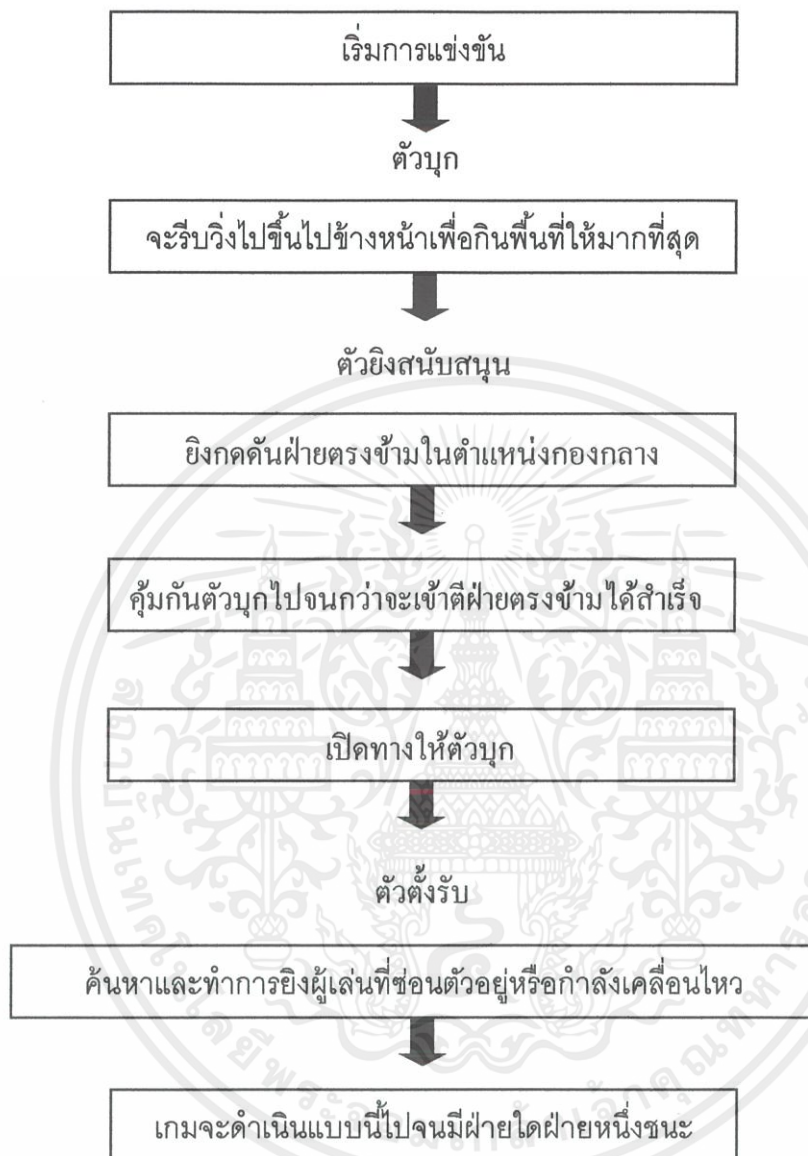 เริ่มการแข่งขัน
ตัวบุก
จะรีบวิ่งไปขึ้นไปข้างหน้าเพื่อกินพื้นที่ให้มากที่สุด
ตัวยิงสนับสนุน
ยิงกดดันฝ่ายตรงข้ามในตำแหน่งกองกลาง
คุ้มกันตัวบุกไปจนกว่าจะเข้าตีฝ่ายตรงข้ามได้สำเร็จ
เปิดทางให้ตัวบุก
ตัวตั้งรับ
ค้นหาและทำการยิงผู้เล่นที่ซ่อนตัวอยู่หรือกำลังเคลื่อนไหว
เกมจะดำเนินแบบนี้ไปจนมีฝ่ายใดฝ่ายหนึ่งชนะ